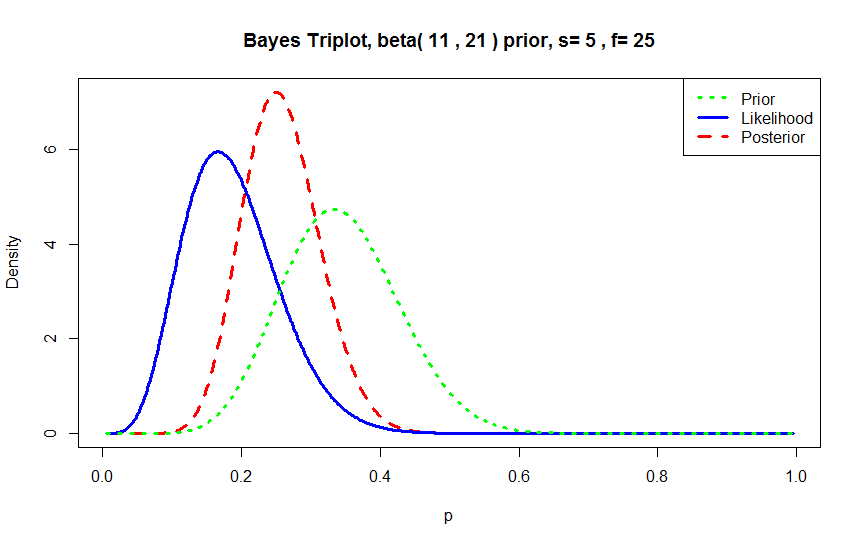 Bayes Triplot, beta( 11 , 21 ) prior, s= 5 , f= 25
Prior
Likelihood
Posterior
Density
6
4
2
0
0.0 0.2 0.4 0.6 0.8 1.0
p